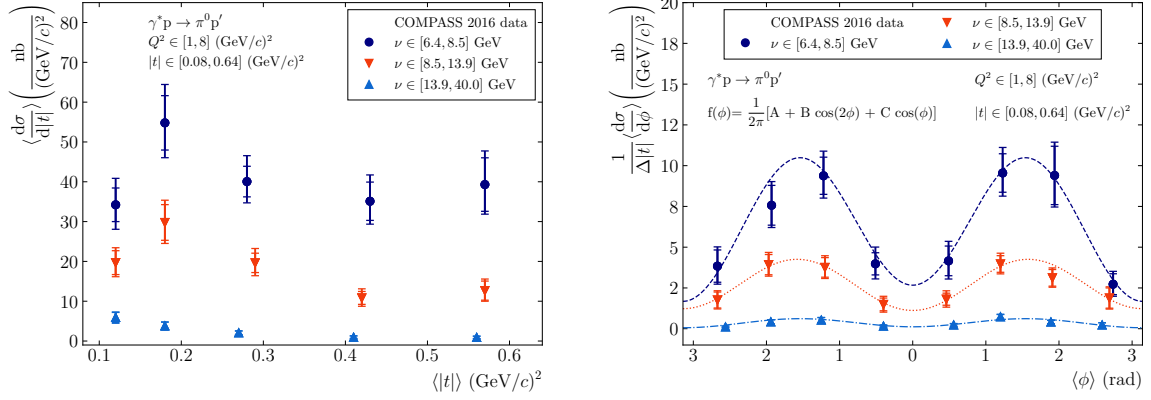 γ*p → π⁰p′
Q² ∈ [1, 8] (GeV/c)²
|t| ∈ [0.08, 0.64] (GeV/c)²
COMPASS 2016 data
ν ∈ [6.4, 8.5] GeV
ν ∈ [8.5, 13.9] GeV
ν ∈ [13.9, 40.0] GeV
⟨dσ/d|t|⟩ (nb/(GeV/c)²)
80
70
60
50
40
30
20
10
0
0.1 0.2 0.3 0.4 0.5 0.6
⟨|t|⟩ (GeV/c)²
COMPASS 2016 data
ν ∈ [6.4, 8.5] GeV
ν ∈ [8.5, 13.9] GeV
ν ∈ [13.9, 40.0] GeV
γ*p → π⁰p′
Q² ∈ [1, 8] (GeV/c)²
f(φ)= 1/2π [A + B cos(2φ) + C cos(φ)]
|t| ∈ [0.08, 0.64] (GeV/c)²
1/Δ|t| ⟨dσ/dφ⟩ (nb/(GeV/c)²)
20
18
15
12
10
8
5
2
0
3 2 1 0 1 2 3
⟨φ⟩ (rad)